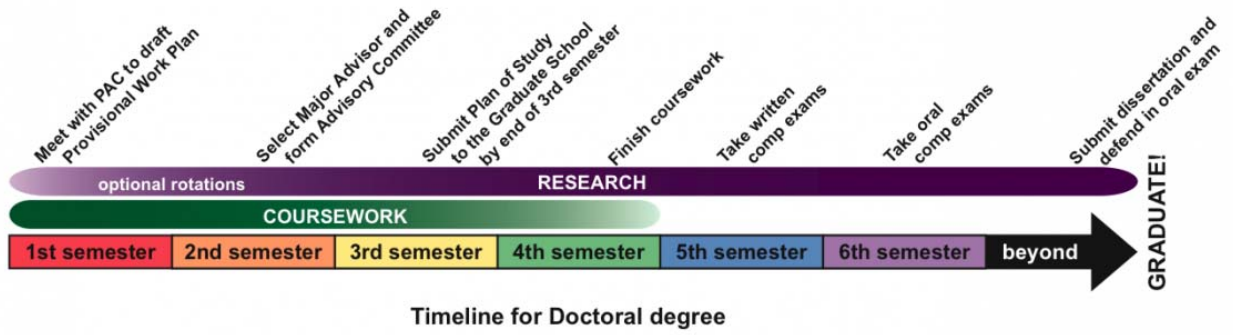 Meet with PAC to draft
Provisional Work Plan
Select Major Advisor and
form Advisory Committee
Submit Plan of Study
to the Graduate School
by end of 3rd semester
Finish coursework
Take written
comp exams
Take oral
comp exams
Submit dissertation and
defend in oral exam
optional rotations
RESEARCH
COURSEWORK
1st semester
2nd semester
3rd semester
4th semester
5th semester
6th semester
beyond
GRADUATE!
Timeline for Doctoral degree